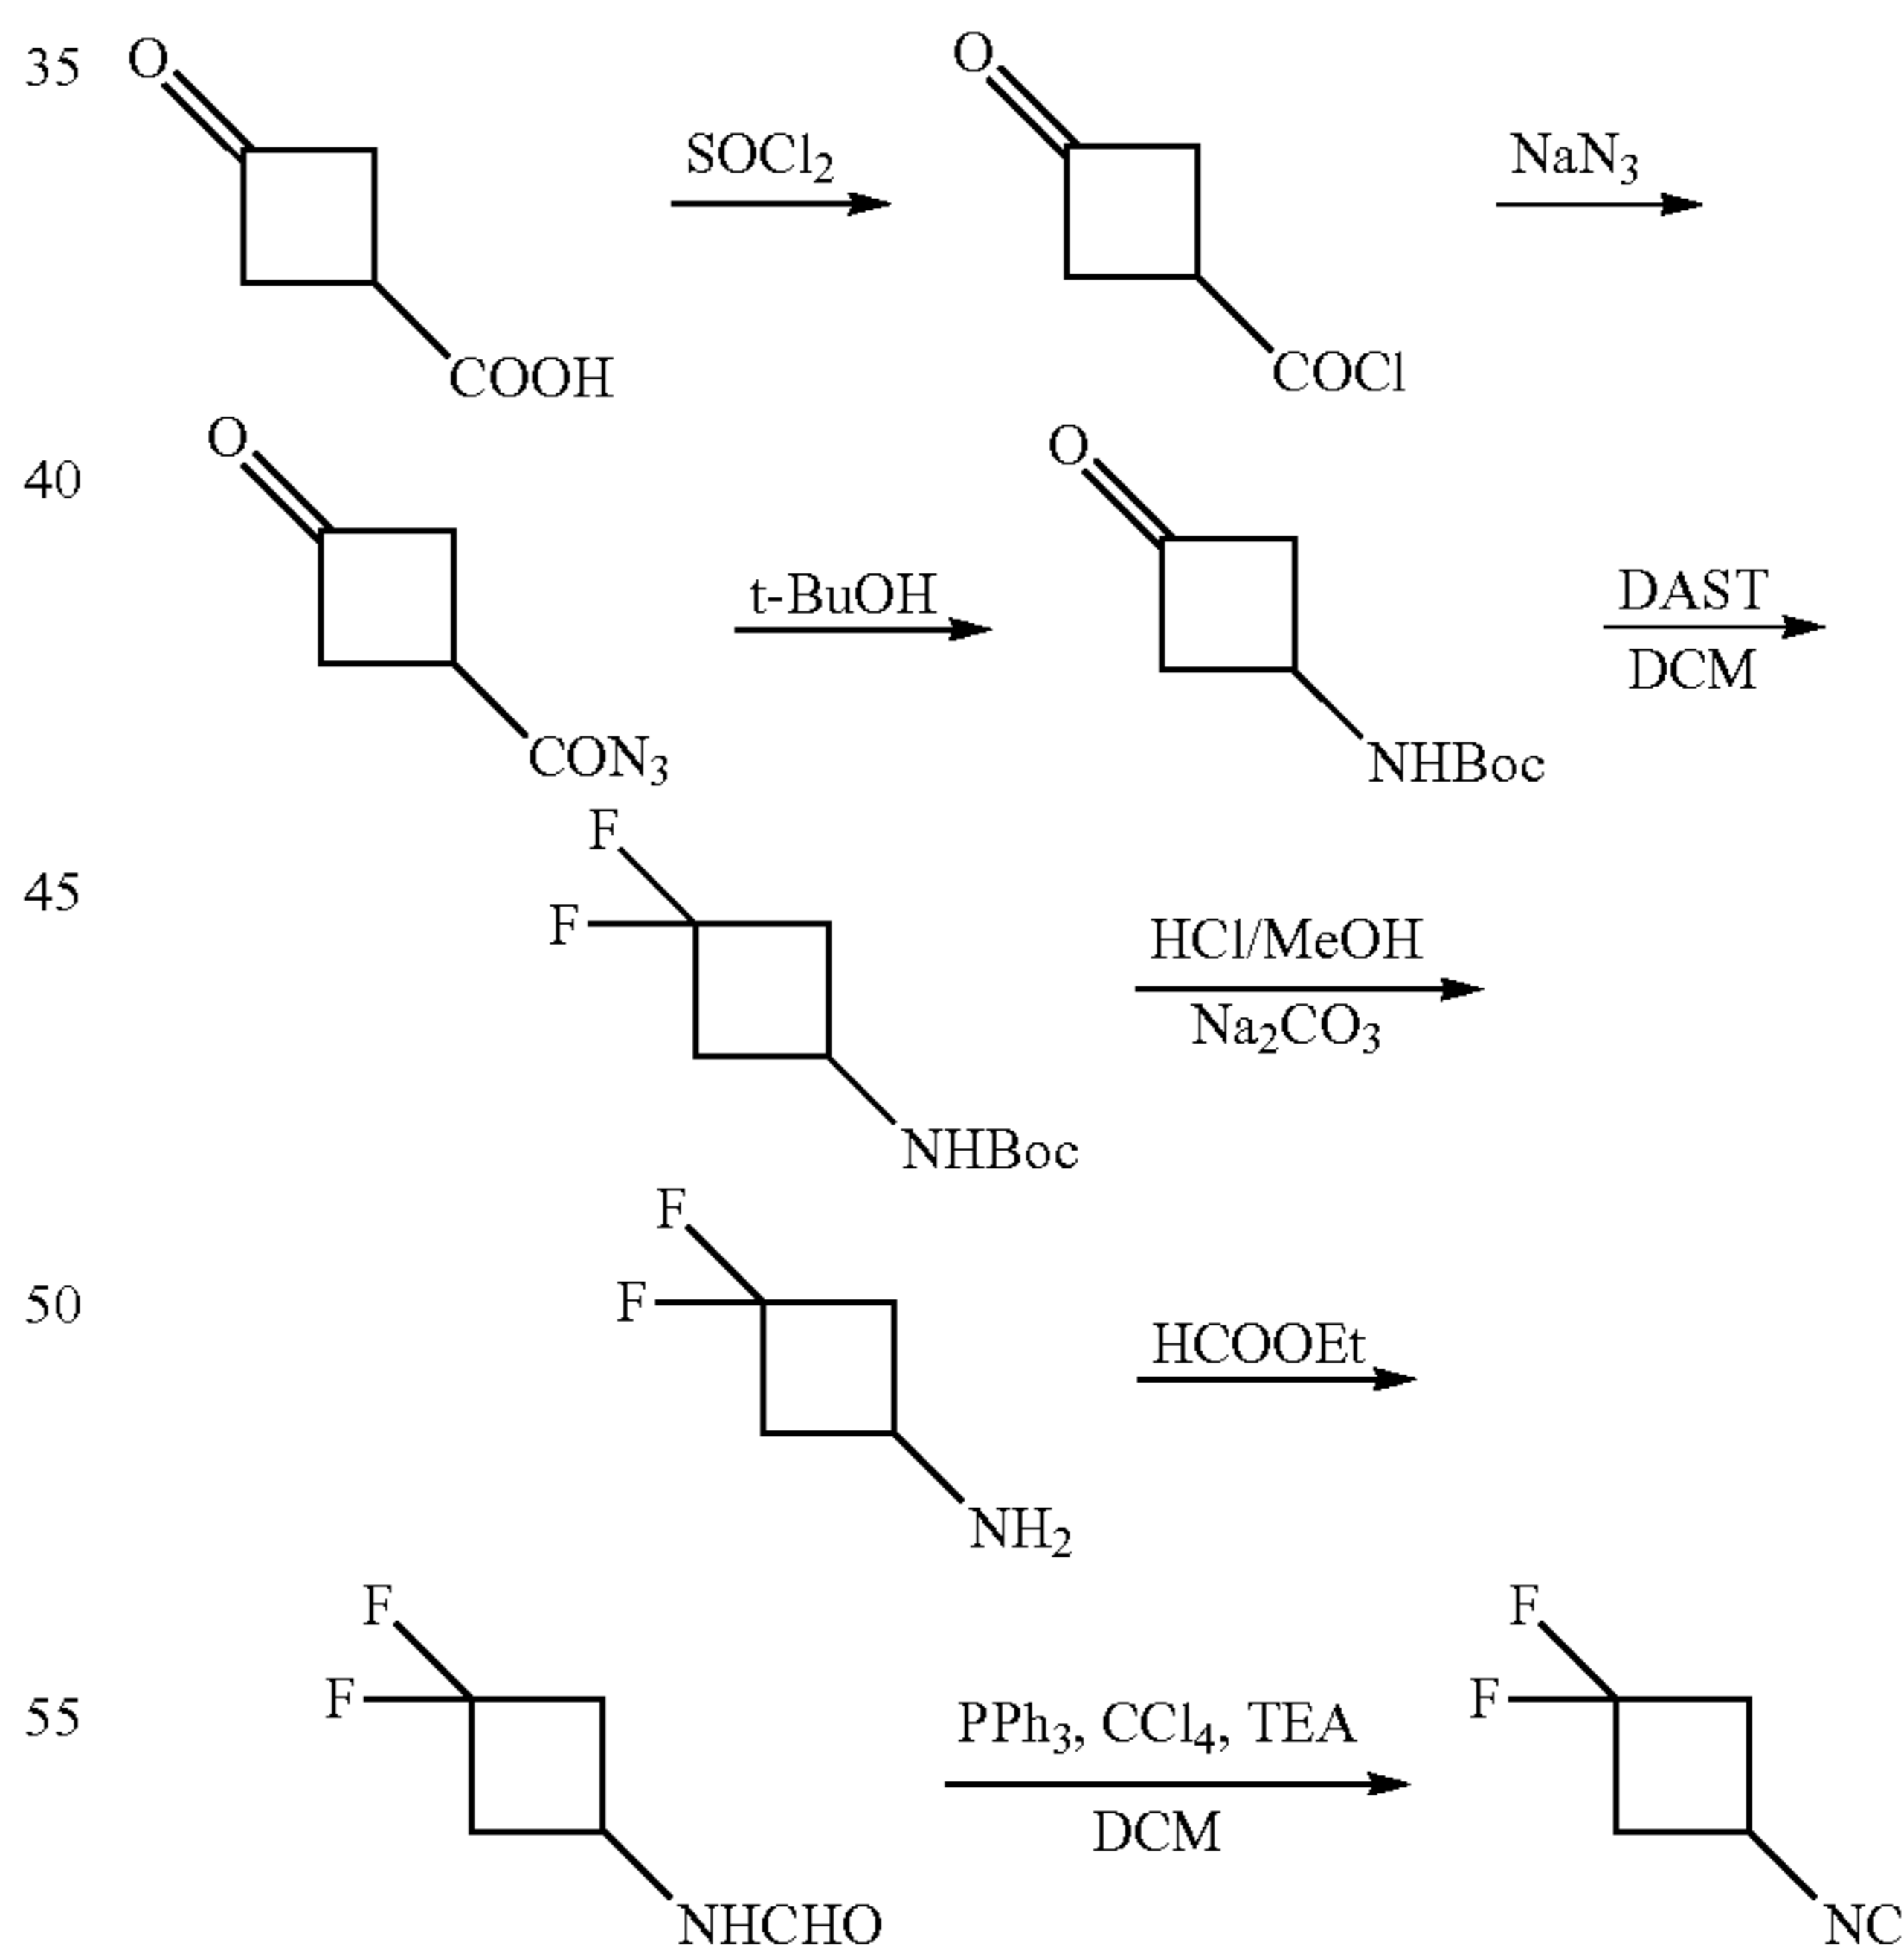 35 O SOCl2 O NaN3
COOH COCl
40 O t-BuOH O DAST
DCM
CON3 NHBoc
45 F
F HCl/MeOH
Na2CO3
NHBoc
50 F
F HCOOEt
NH2
55 F PPh3, CCl4, TEA F
F DCM F
NHCHO NC